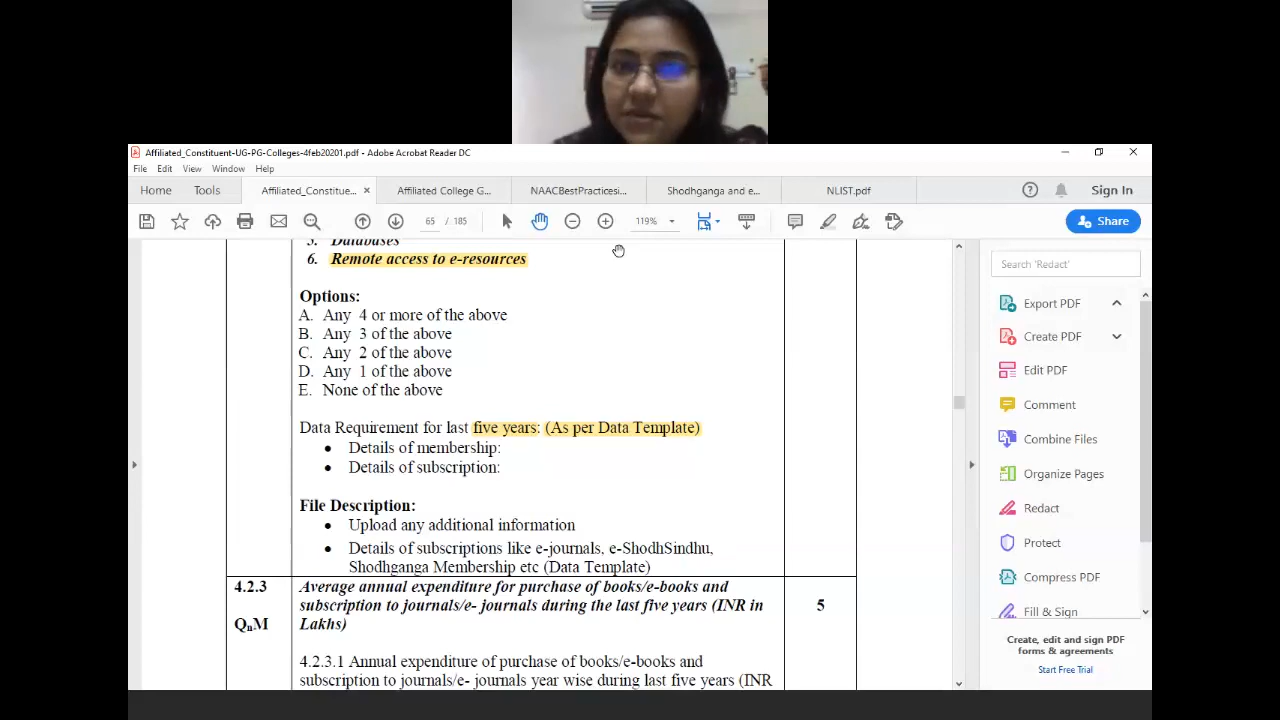 Affiliated_Constituent-UG-PG-Colleges-4feb20201.pdf - Adobe Acrobat Reader DC
File Edit View Window Help
Home Tools Affiliated_Constitue... × Affiliated College G... NAACBestPracticesi... Shodhganga and e... NLIST.pdf Sign In
65 / 185 119% Share
5. Databases
6. Remote access to e-resources
Options:
A. Any 4 or more of the above
B. Any 3 of the above
C. Any 2 of the above
D. Any 1 of the above
E. None of the above
Data Requirement for last five years: (As per Data Template)
• Details of membership:
• Details of subscription:
File Description:
• Upload any additional information
• Details of subscriptions like e-journals, e-ShodhSindhu,
Shodhganga Membership etc (Data Template)
4.2.3 Average annual expenditure for purchase of books/e-books and
subscription to journals/e- journals during the last five years (INR in 5
QnM Lakhs)
4.2.3.1 Annual expenditure of purchase of books/e-books and
subscription to journals/e- journals year wise during last five years (INR
Search 'Redact'
Export PDF
Create PDF
Edit PDF
Comment
Combine Files
Organize Pages
Redact
Protect
Compress PDF
Fill & Sign
Create, edit and sign PDF
forms & agreements
Start Free Trial